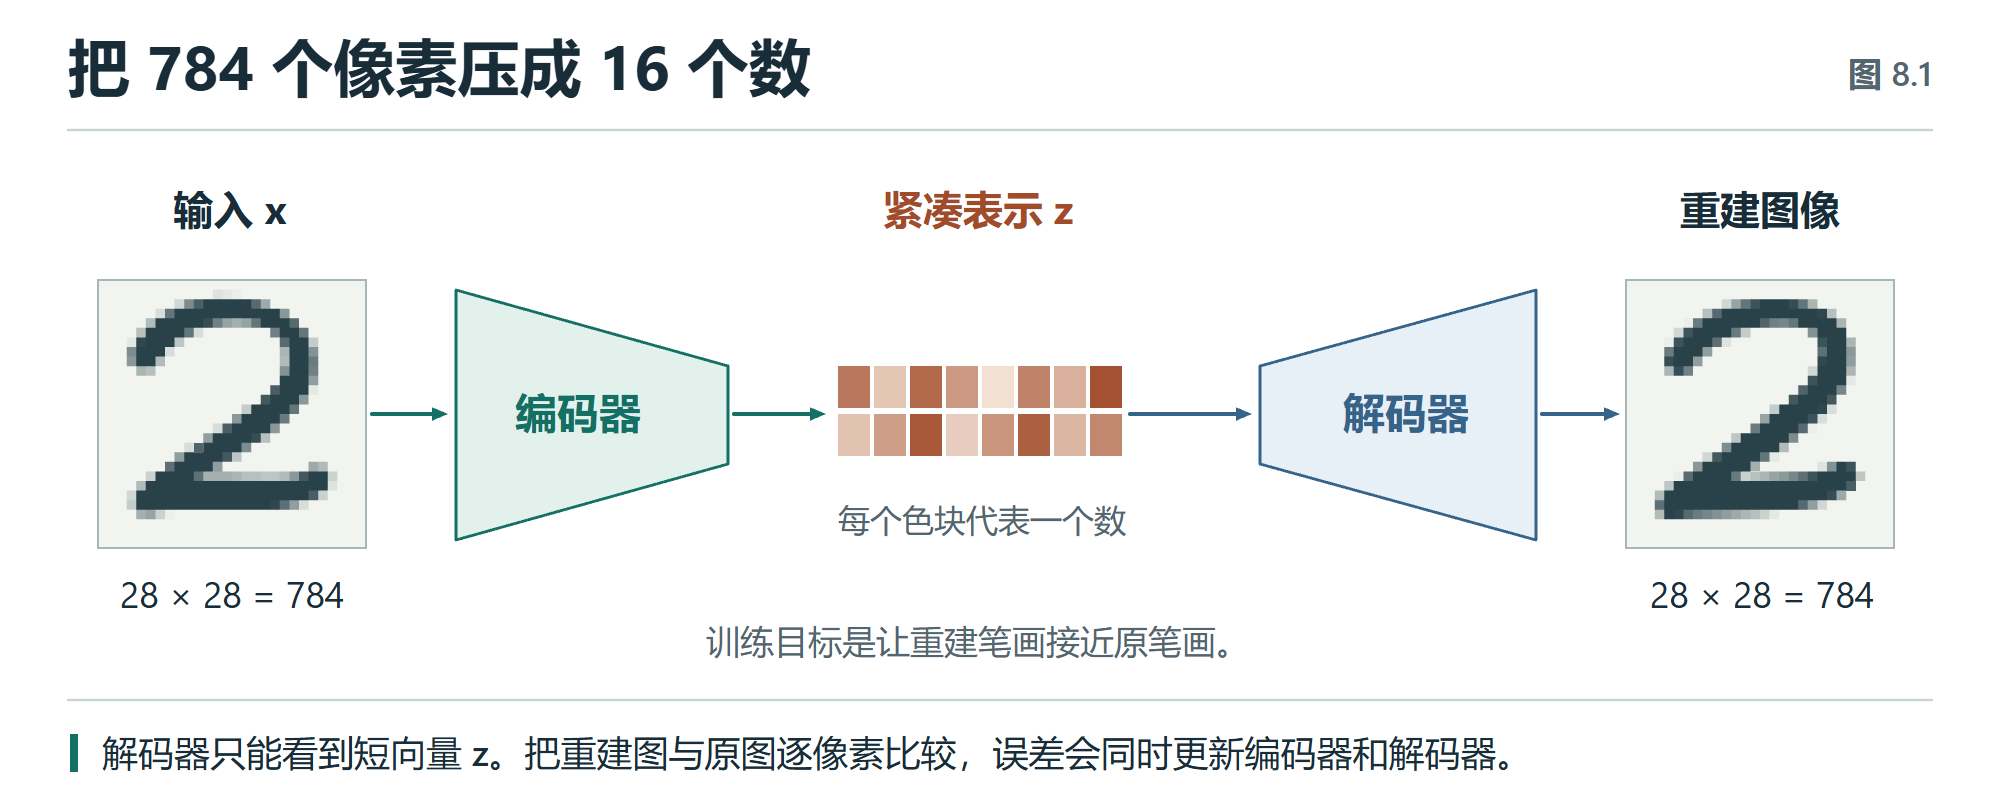 把 784 个像素压成 16 个数
图 8.1
输入 x
紧凑表示 z
重建图像
编码器
解码器
每个色块代表一个数
28 × 28 = 784
28 × 28 = 784
训练目标是让重建笔画接近原笔画。
解码器只能看到短向量 z。把重建图与原图逐像素比较，误差会同时更新编码器和解码器。